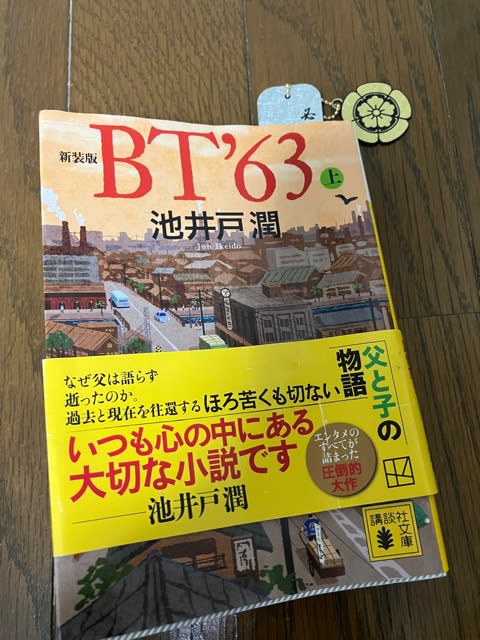 新装版
BT'63
上
池井戸 潤
Jun Ikeido
父と子の
物語
なぜ父は語らず
逝ったのか。
過去と現在を往還するほろ苦くも切ない
いつも心の中にある
大切な小説です
――池井戸 潤
エンタメの
すべてが
詰まった
圧倒的
大作
講談社
文庫